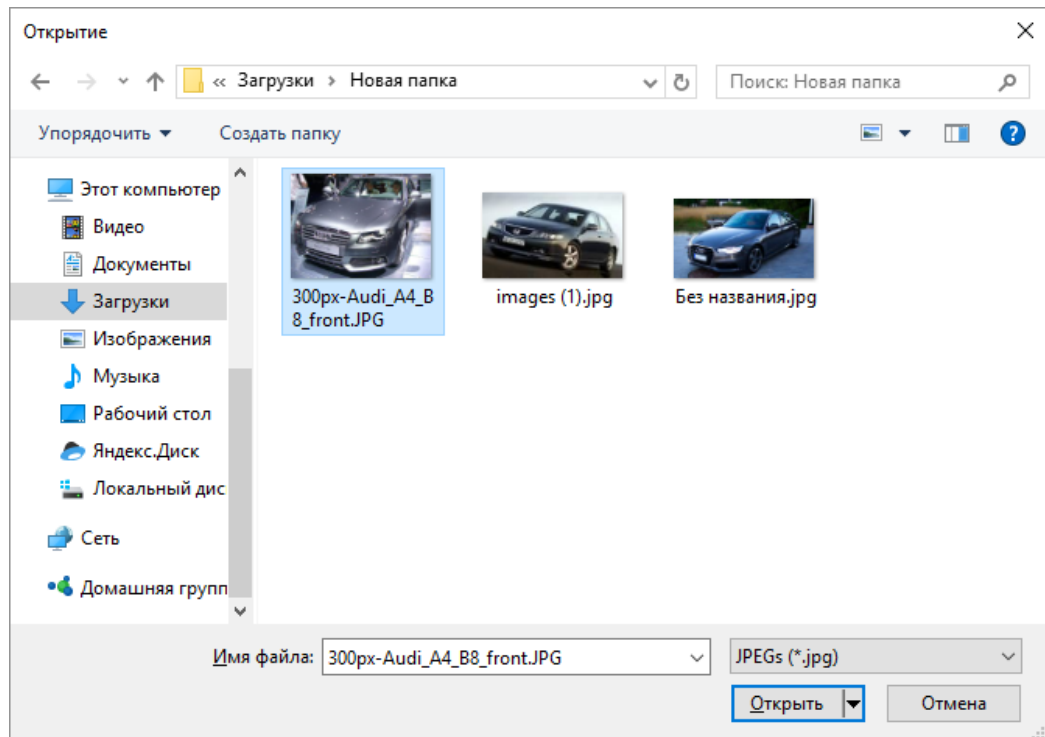 Открытие
« Загрузки › Новая папка
Поиск: Новая папка
Упорядочить
Создать папку
?
Этот компьютер
Видео
Документы
Загрузки
Изображения
Музыка
Рабочий стол
Яндекс.Диск
Локальный дис
Сеть
Домашняя групп
300px-Audi_A4_B
8_front.JPG
images (1).jpg
Без названия.jpg
Имя файла:
300px-Audi_A4_B8_front.JPG
JPEGs (*.jpg)
Открыть
Отмена